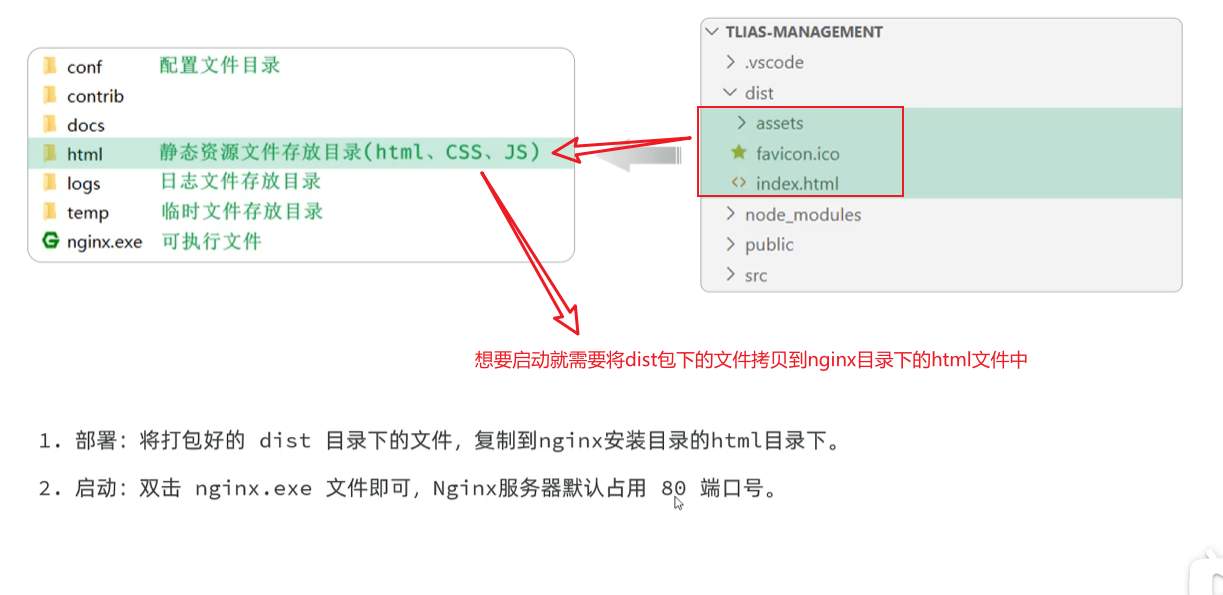 conf 配置文件目录
contrib
docs
html 静态资源文件存放目录(html、CSS、JS)
logs 日志文件存放目录
temp 临时文件存放目录
nginx.exe 可执行文件
TLIAS-MANAGEMENT
.vscode
dist
assets
favicon.ico
index.html
node_modules
public
src
想要启动就需要将dist包下的文件拷贝到nginx目录下的html文件中
1. 部署：将打包好的 dist 目录下的文件，复制到nginx安装目录的html目录下。
2. 启动：双击 nginx.exe 文件即可，Nginx服务器默认占用 80 端口号。